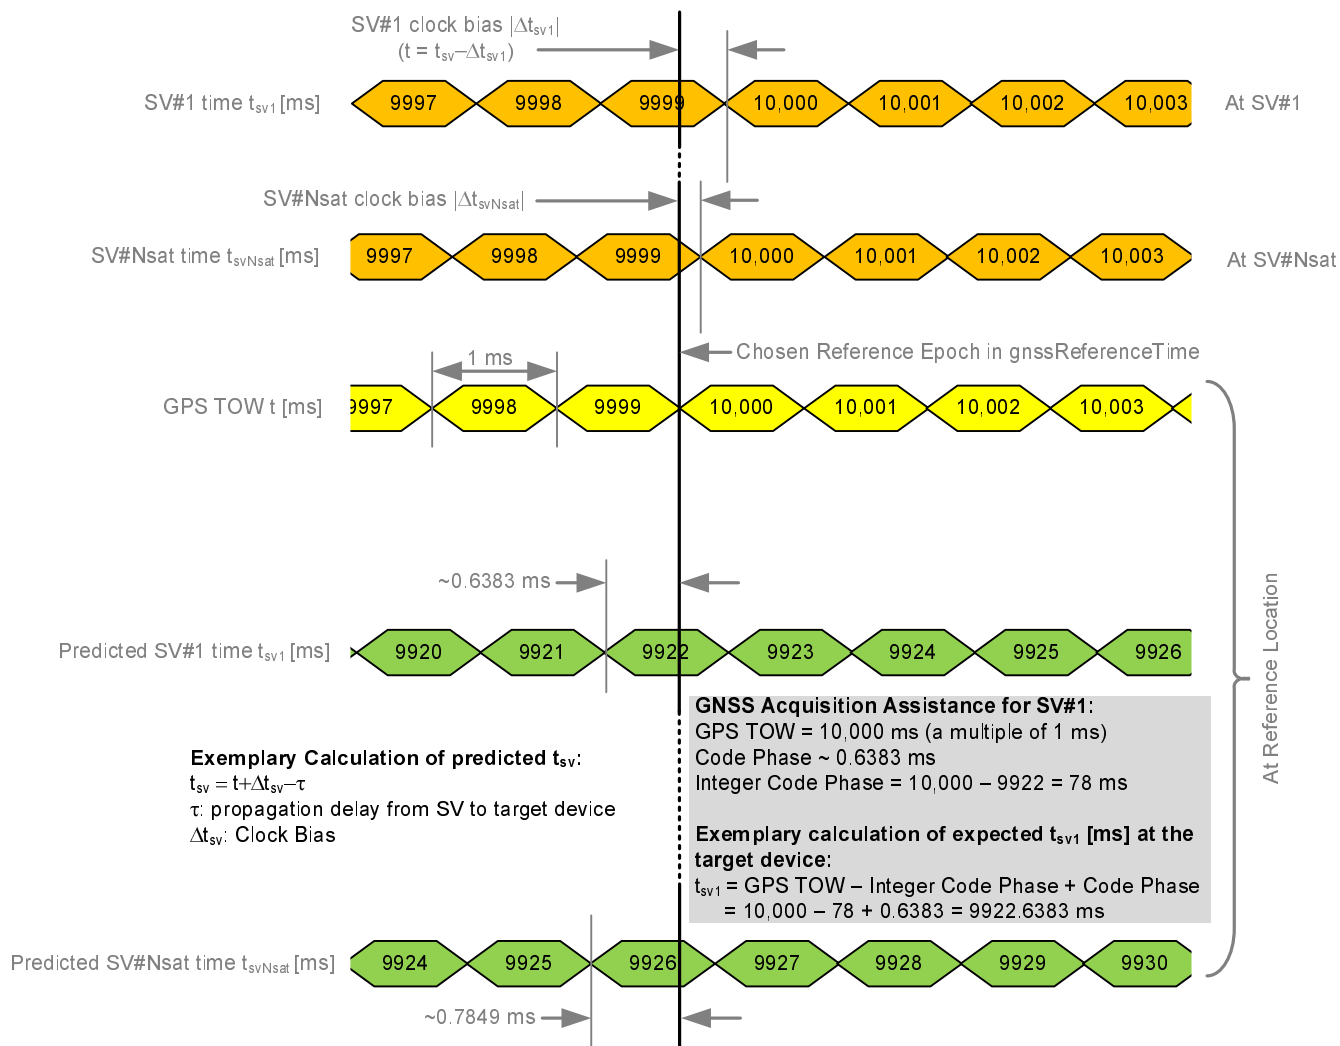 SV#1 clock bias |Δtsv1|
(t = tsv–Δtsv1)
SV#1 time tsv1 [ms]
9997 9998 9999 10,000 10,001 10,002 10,003
At SV#1
SV#Nsat clock bias |ΔtsvNsat|
SV#Nsat time tsvNsat [ms]
9997 9998 9999 10,000 10,001 10,002 10,003
At SV#Nsat
Chosen Reference Epoch in gnssReferenceTime
1 ms
GPS TOW t [ms]
9997 9998 9999 10,000 10,001 10,002 10,003
~0.6383 ms
Predicted SV#1 time tsv1 [ms]
9920 9921 9922 9923 9924 9925 9926
At Reference Location
GNSS Acquisition Assistance for SV#1:
GPS TOW = 10,000 ms (a multiple of 1 ms)
Code Phase ~ 0.6383 ms
Integer Code Phase = 10,000 – 9922 = 78 ms
Exemplary calculation of expected tsv1 [ms] at the
target device:
tsv1 = GPS TOW – Integer Code Phase + Code Phase
= 10,000 – 78 + 0.6383 = 9922.6383 ms
Exemplary Calculation of predicted tsv:
tsv = t+Δtsv–τ
τ: propagation delay from SV to target device
Δtsv: Clock Bias
Predicted SV#Nsat time tsvNsat [ms]
9924 9925 9926 9927 9928 9929 9930
~0.7849 ms